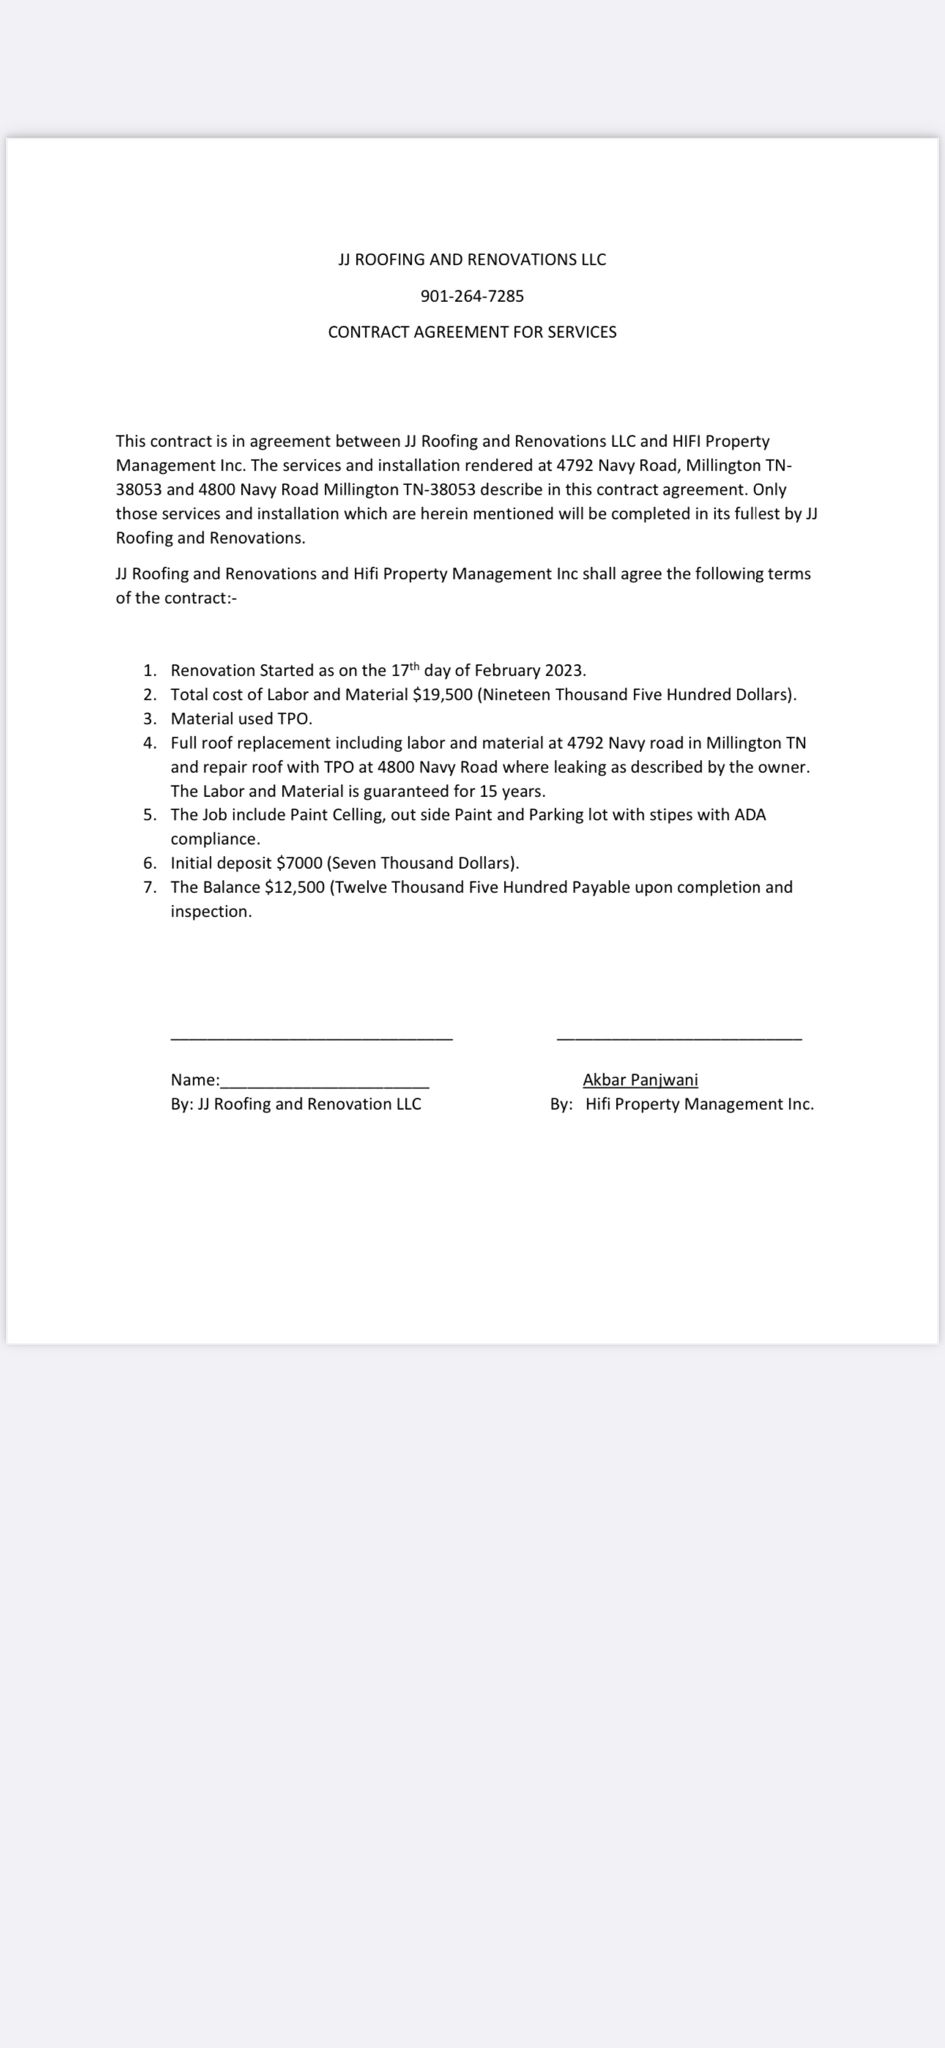 JJ ROOFING AND RENOVATIONS LLC
901-264-7285
CONTRACT AGREEMENT FOR SERVICES
This contract is in agreement between JJ Roofing and Renovations LLC and HIFI Property
Management Inc. The services and installation rendered at 4792 Navy Road, Millington TN-
38053 and 4800 Navy Road Millington TN-38053 describe in this contract agreement. Only
those services and installation which are herein mentioned will be completed in its fullest by JJ
Roofing and Renovations.
JJ Roofing and Renovations and Hifi Property Management Inc shall agree the following terms
of the contract:-
1. Renovation Started as on the 17th day of February 2023.
2. Total cost of Labor and Material $19,500 (Nineteen Thousand Five Hundred Dollars).
3. Material used TPO.
4. Full roof replacement including labor and material at 4792 Navy road in Millington TN
and repair roof with TPO at 4800 Navy Road where leaking as described by the owner.
The Labor and Material is guaranteed for 15 years.
5. The Job include Paint Celling, out side Paint and Parking lot with stipes with ADA
compliance.
6. Initial deposit $7000 (Seven Thousand Dollars).
7. The Balance $12,500 (Twelve Thousand Five Hundred Payable upon completion and
inspection.
Name:_______________________ Akbar Panjwani
By: JJ Roofing and Renovation LLC By: Hifi Property Management Inc.